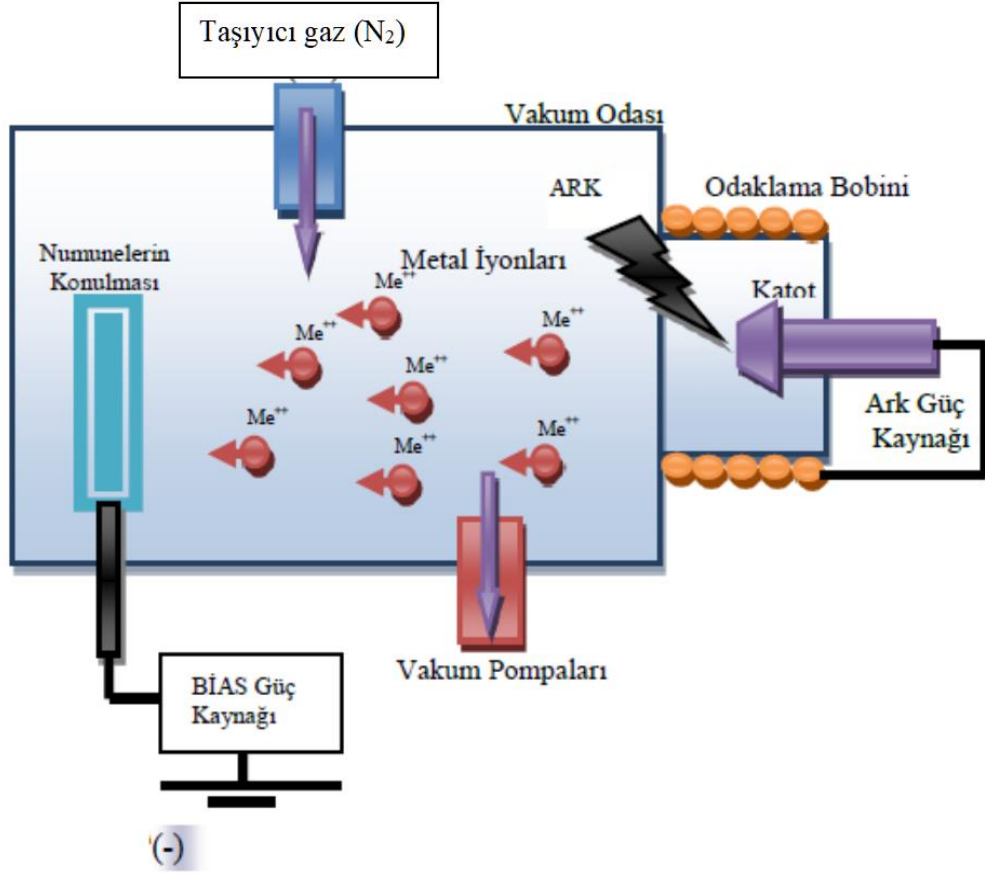 Taşıyıcı gaz (N₂)
Vakum Odası
ARK
Odaklama Bobini
Numunelerin
Konulması
Metal İyonları
Katot
Me⁺⁺
Me⁺⁺
Me⁺⁺
Me⁺⁺
Me⁺⁺
Me⁺⁺
Me⁺⁺
Ark Güç
Kaynağı
Vakum Pompaları
BİAS Güç
Kaynağı
(-)